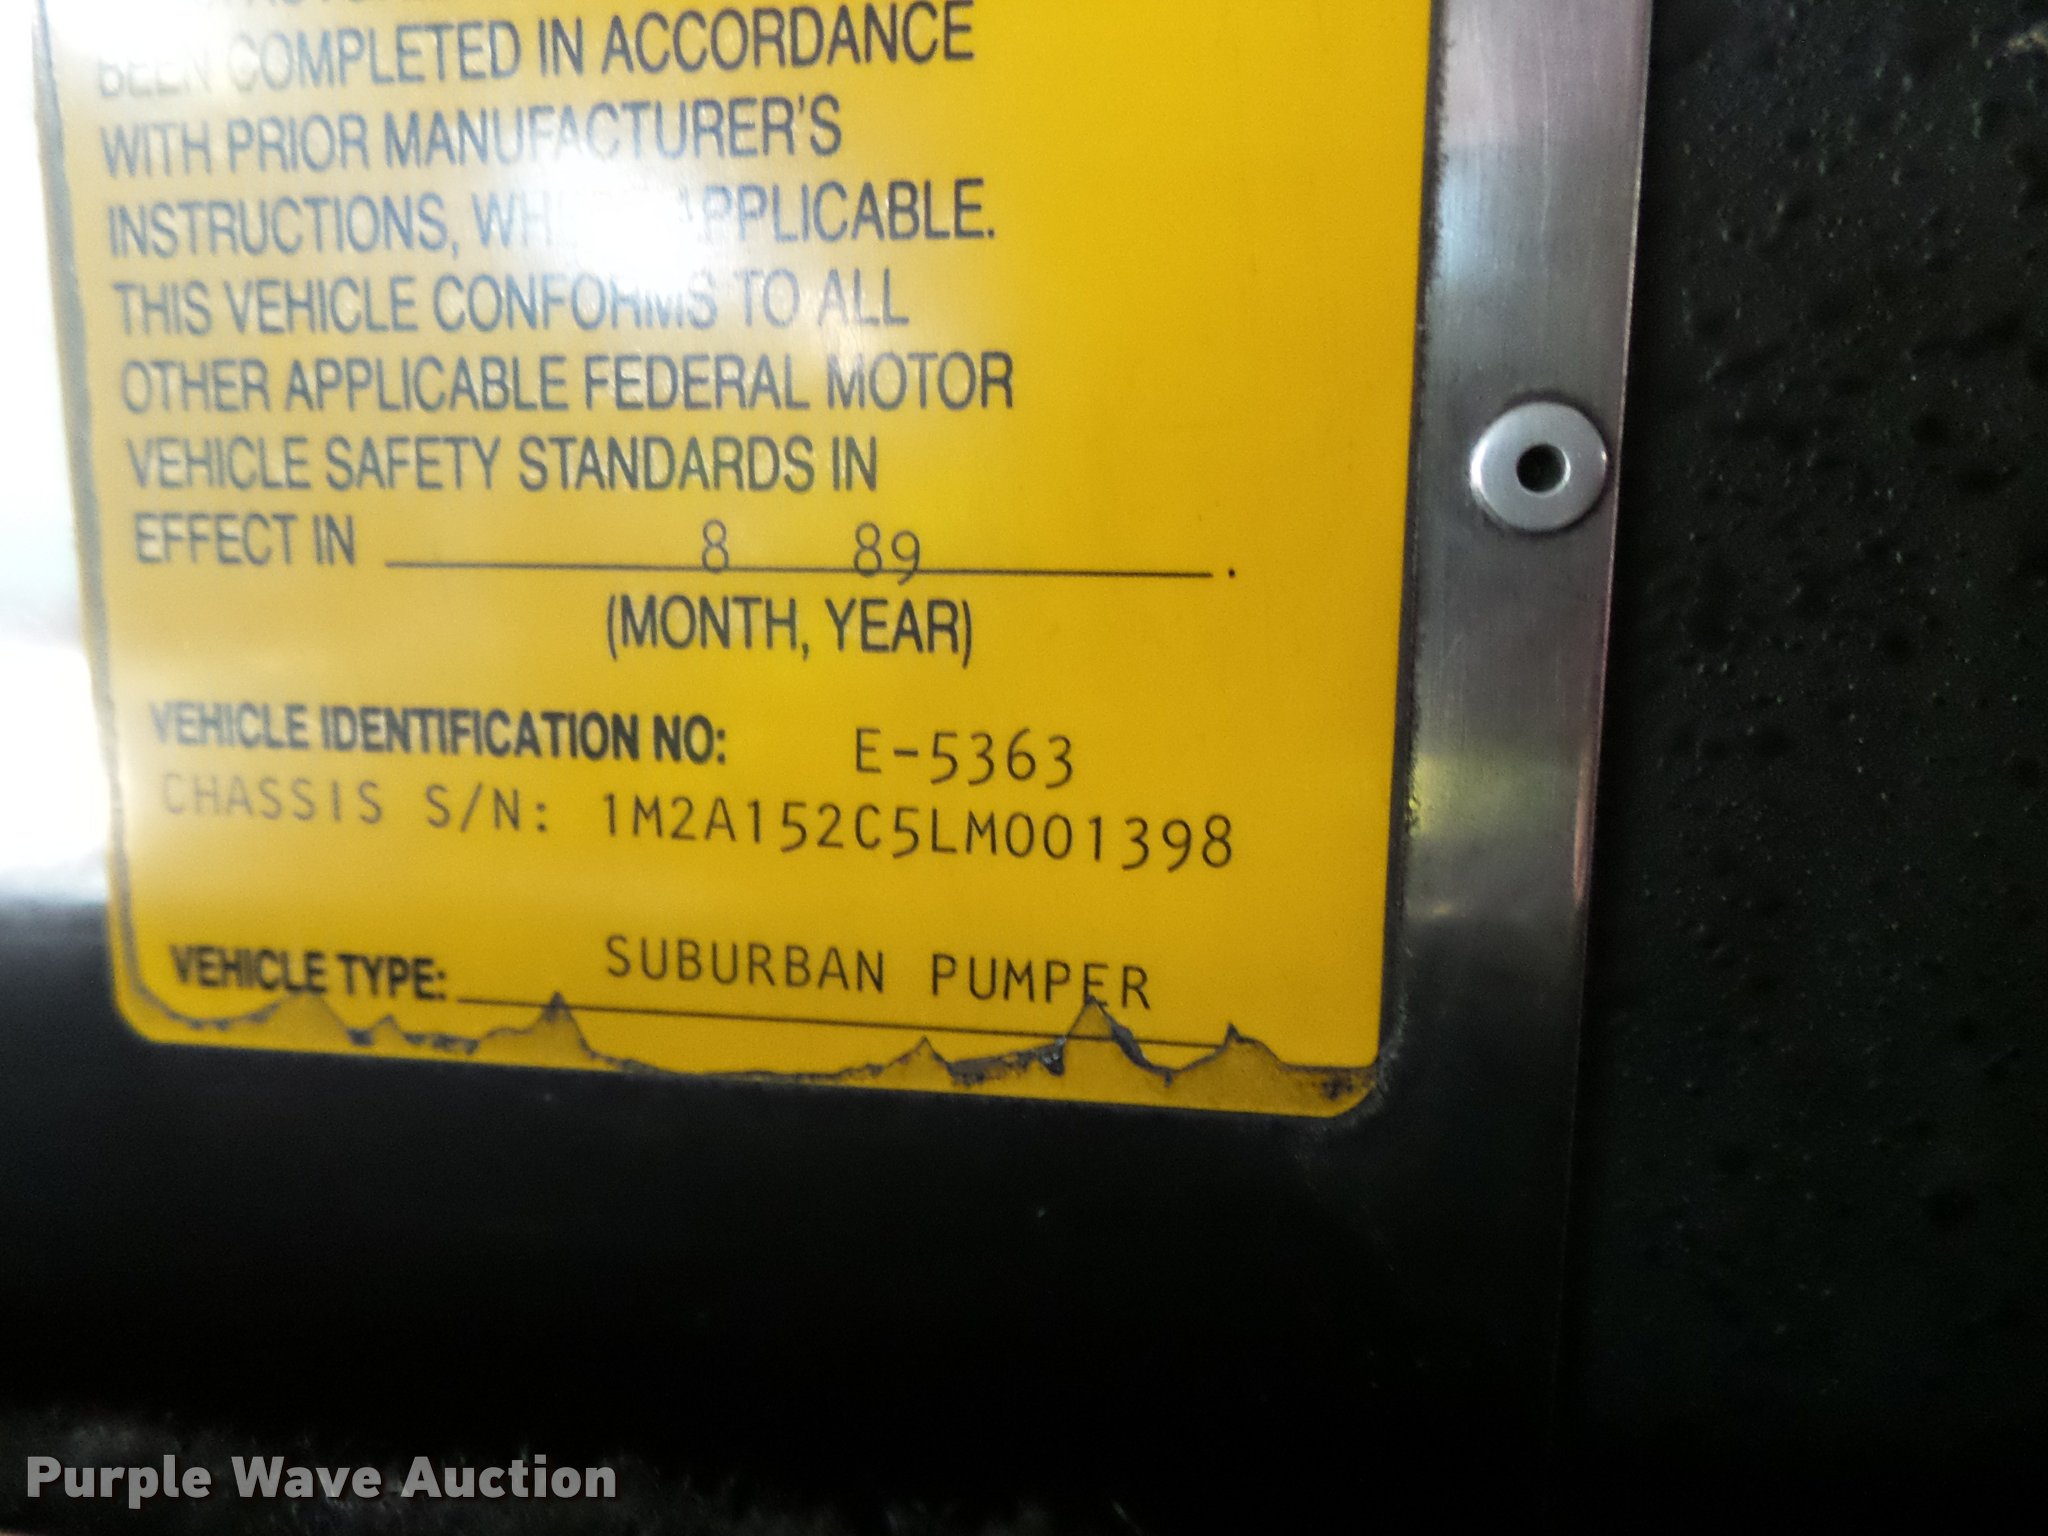 BEEN COMPLETED IN ACCORDANCE
WITH PRIOR MANUFACTURER'S
INSTRUCTIONS, APPLICABLE.
THIS VEHICLE CONFORMS TO ALL
OTHER APPLICABLE FEDERAL MOTOR
VEHICLE SAFETY STANDARDS IN
EFFECT IN 8 89 .
(MONTH, YEAR)
VEHICLE IDENTIFICATION NO: E-5363
CHASSIS S/N: 1M2A152C5LM001398
VEHICLE TYPE: SUBURBAN PUMPER
Purple Wave Auction